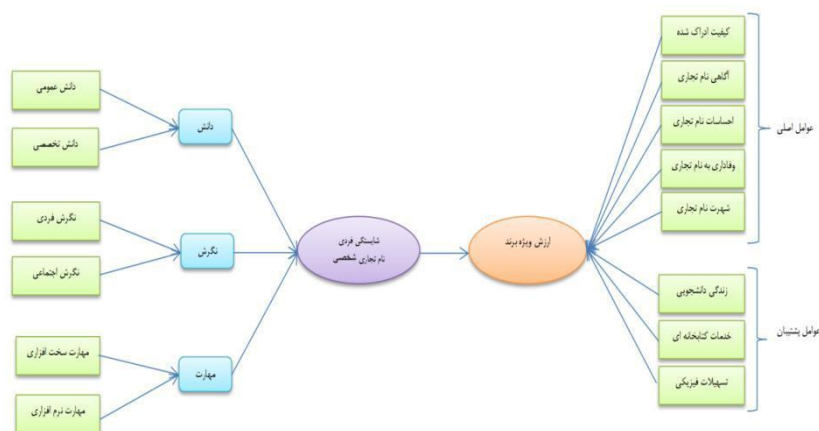 کیفیت ادراک شده
آگاهی نام تجاری
احساسات نام تجاری
وفاداری به نام تجاری
شهرت نام تجاری
عوامل اصلی
زندگی دانشجویی
خدمات کتابخانه ای
تسهیلات فیزیکی
عوامل پشتیبان
ارزش ویژه برند
شایستگی فردی
نام تجاری شخصی
دانش
نگرش
مهارت
دانش عمومی
دانش تخصصی
نگرش فردی
نگرش اجتماعی
مهارت سخت افزاری
مهارت نرم افزاری